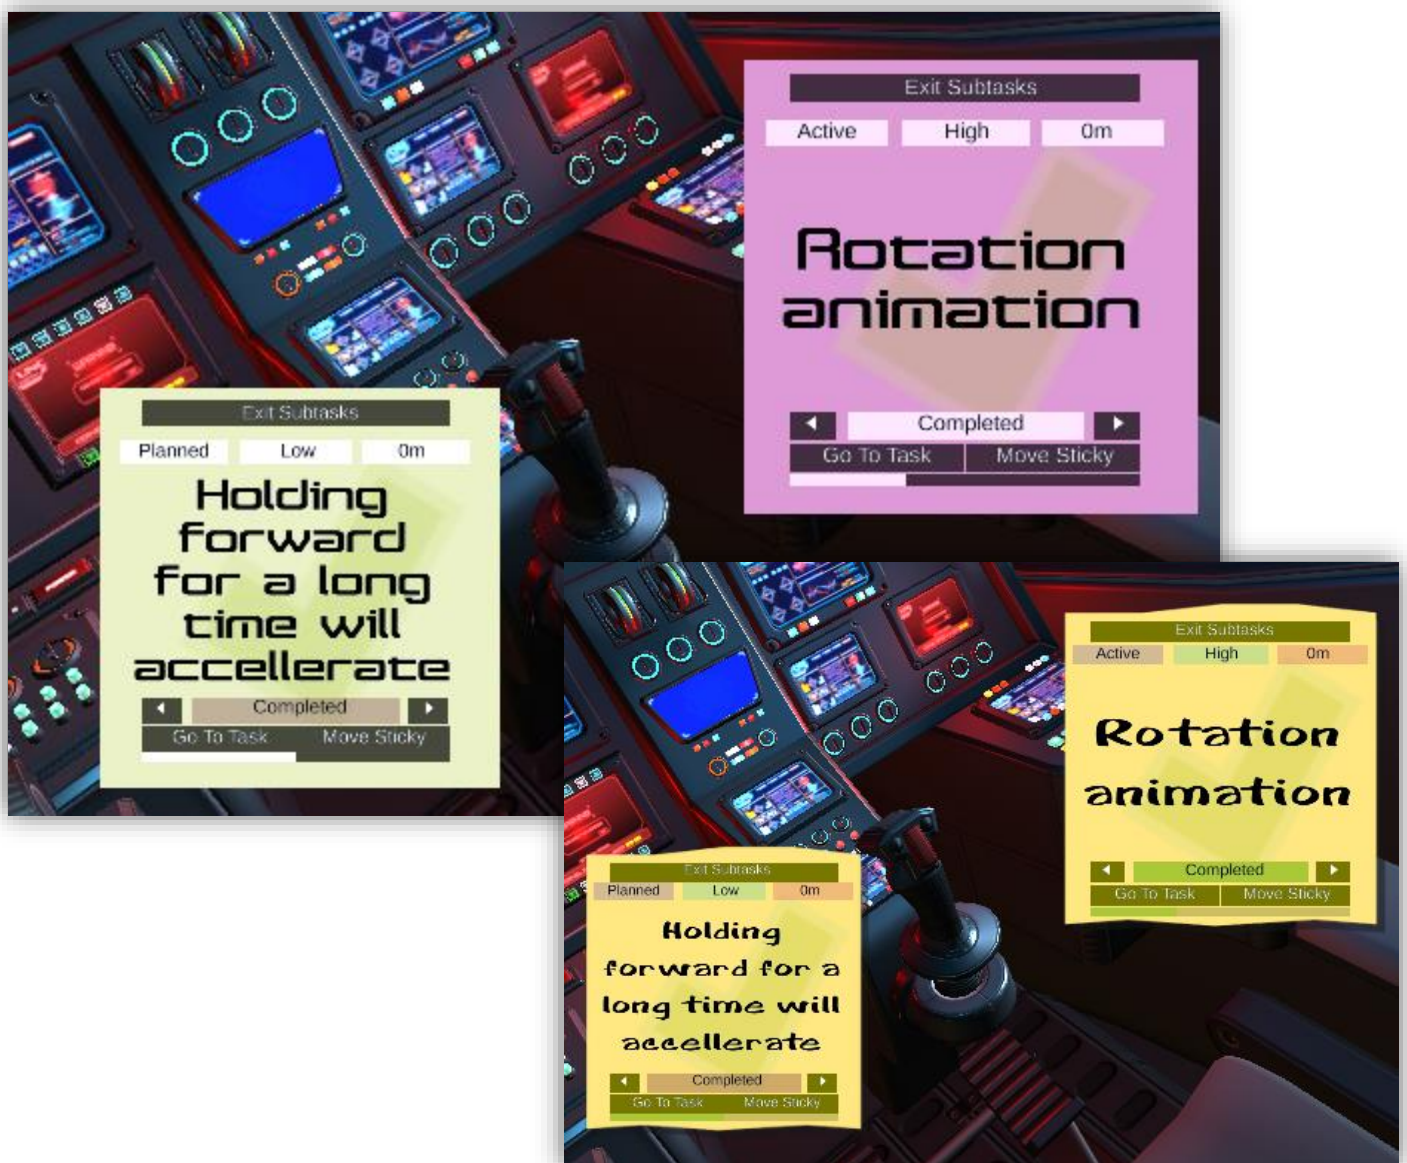 Exit Subtasks
Active High 0m
Rotation
animation
Completed
Go To Task Move Sticky
Exit Subtasks
Planned Low 0m
Holding
forward
for a long
time will
accellerate
Completed
Go To Task Move Sticky
Exit Subtasks
Active High 0m
Rotation
animation
Completed
Go To Task Move Sticky
Exit Subtasks
Planned Low 0m
Holding
forward for a
long time will
accellerate
Completed
Go To Task Move Sticky